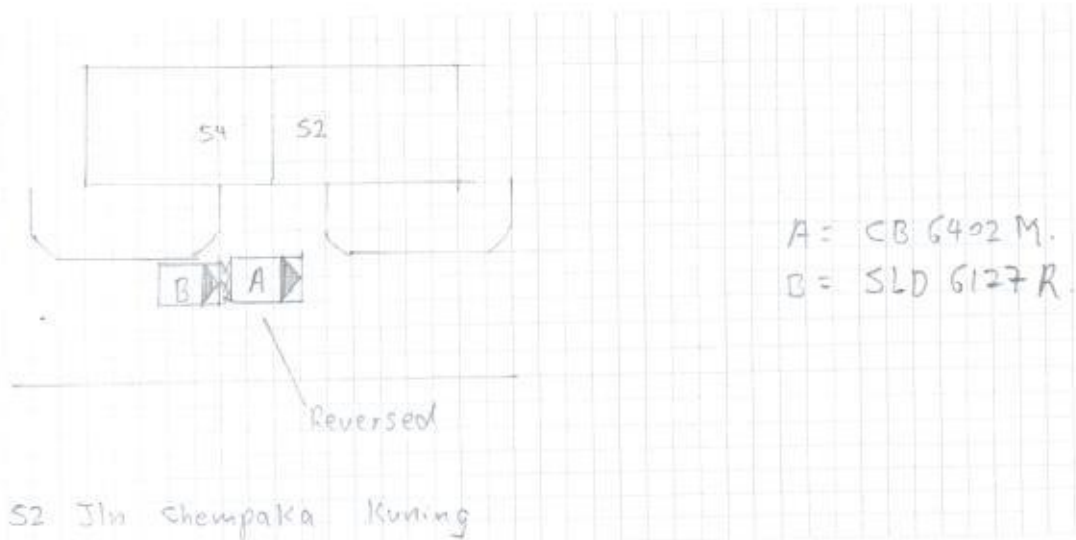 54 52
A = CB 6402 M.
B = SLD 6127 R.
B A
Reversed
52 Jln Chempaka Kuning